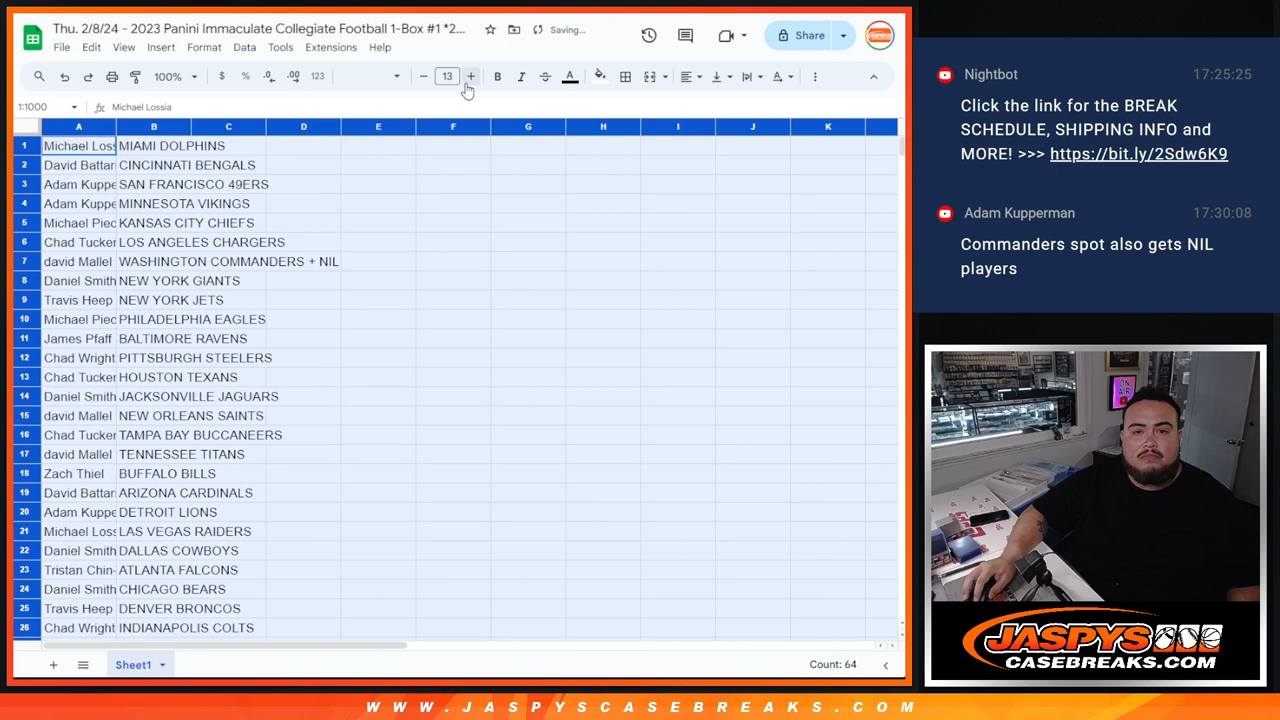 Thu. 2/8/24 - 2023 Panini Immaculate Collegiate Football 1-Box #1 *2... Saving...
Share
File Edit View Insert Format Data Tools Extensions Help
100% $ % .0 .00 123 13 B I A
1:1000 fx Michael Lossia
A B C D E F G H I J K
1 Michael Loss MIAMI DOLPHINS
2 David Battan CINCINNATI BENGALS
3 Adam Kuppe SAN FRANCISCO 49ERS
4 Adam Kuppe MINNESOTA VIKINGS
5 Michael Piec KANSAS CITY CHIEFS
6 Chad Tucker LOS ANGELES CHARGERS
7 david Mallel WASHINGTON COMMANDERS + NIL
8 Daniel Smith NEW YORK GIANTS
9 Travis Heep NEW YORK JETS
10 Michael Piec PHILADELPHIA EAGLES
11 James Pfaff BALTIMORE RAVENS
12 Chad Wright PITTSBURGH STEELERS
13 Chad Tucker HOUSTON TEXANS
14 Daniel Smith JACKSONVILLE JAGUARS
15 david Mallel NEW ORLEANS SAINTS
16 Chad Tucker TAMPA BAY BUCCANEERS
17 david Mallel TENNESSEE TITANS
18 Zach Thiel BUFFALO BILLS
19 David Battan ARIZONA CARDINALS
20 Adam Kuppe DETROIT LIONS
21 Michael Loss LAS VEGAS RAIDERS
22 Daniel Smith DALLAS COWBOYS
23 Tristan Chin- ATLANTA FALCONS
24 Daniel Smith CHICAGO BEARS
25 Travis Heep DENVER BRONCOS
26 Chad Wright INDIANAPOLIS COLTS
Sheet1
Count: 64
Nightbot 17:25:25
Click the link for the BREAK
SCHEDULE, SHIPPING INFO and
MORE! >>> https://bit.ly/2Sdw6K9
Adam Kupperman 17:30:08
Commanders spot also gets NIL
players
ON
AIR
JASPYS
CASEBREAKS.COM
WWW.JASPYSCASEBREAKS.COM